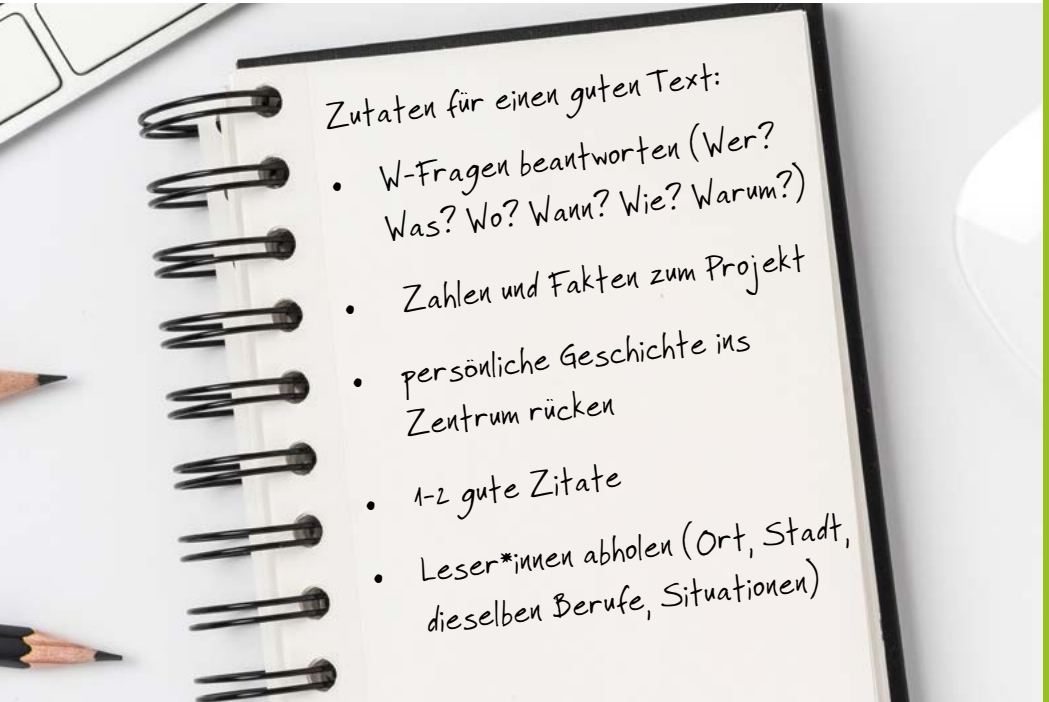 Zutaten für einen guten Text:
• W-Fragen beantworten (Wer?
Was? Wo? Wann? Wie? Warum?)
• Zahlen und Fakten zum Projekt
• persönliche Geschichte ins
Zentrum rücken
• 1-2 gute Zitate
• Leser*innen abholen (Ort, Stadt,
dieselben Berufe, Situationen)